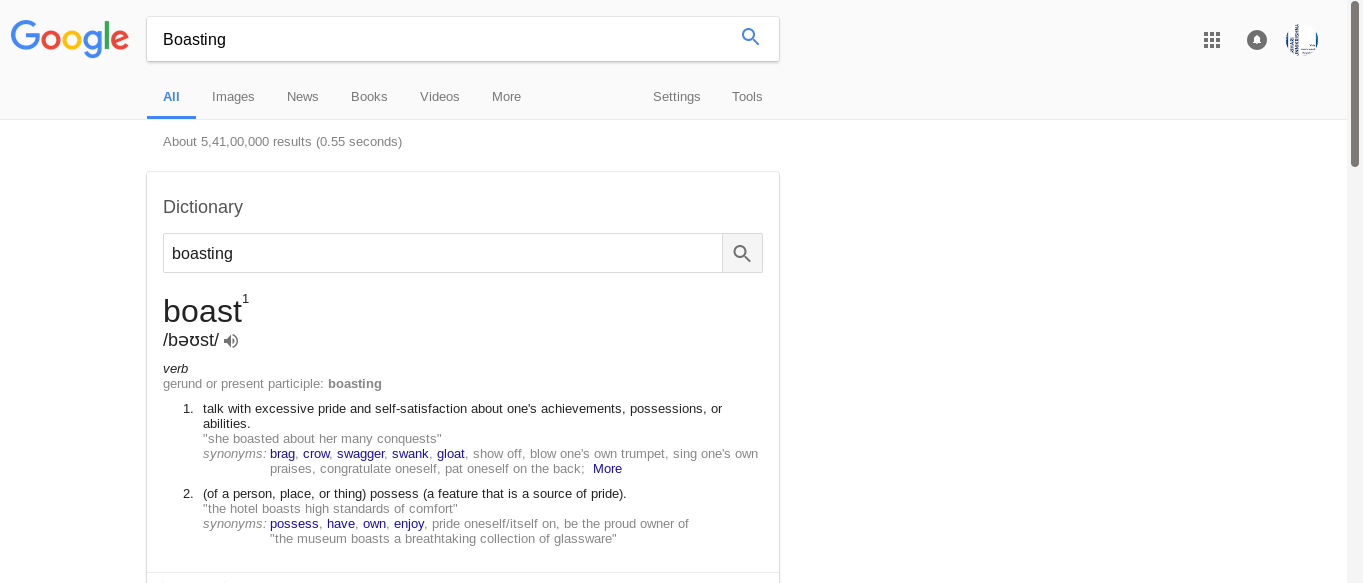 Google
Boasting
All Images News Books Videos More Settings Tools
About 5,41,00,000 results (0.55 seconds)
Dictionary
boasting
boast1
/bəʊst/
verb
gerund or present participle: boasting
1. talk with excessive pride and self-satisfaction about one's achievements, possessions, or
abilities.
"she boasted about her many conquests"
synonyms: brag, crow, swagger, swank, gloat, show off, blow one's own trumpet, sing one's own
praises, congratulate oneself, pat oneself on the back; More
2. (of a person, place, or thing) possess (a feature that is a source of pride).
"the hotel boasts high standards of comfort"
synonyms: possess, have, own, enjoy, pride oneself/itself on, be the proud owner of
"the museum boasts a breathtaking collection of glassware"